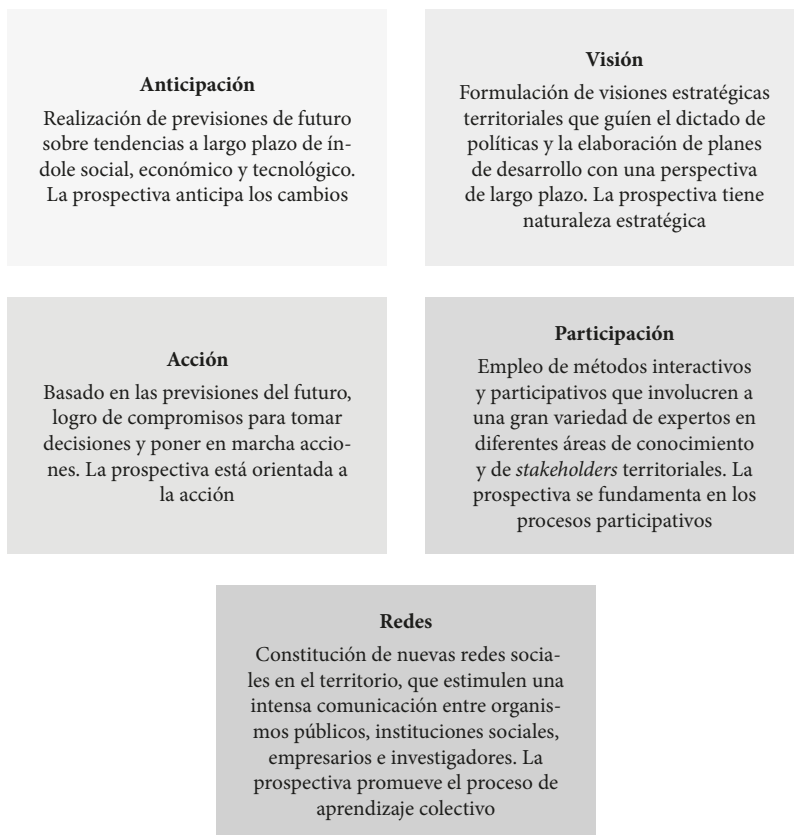 Anticipación
Realización de previsiones de futuro
sobre tendencias a largo plazo de ín-
dole social, económico y tecnológico.
La prospectiva anticipa los cambios
Visión
Formulación de visiones estratégicas
territoriales que guíen el dictado de
políticas y la elaboración de planes
de desarrollo con una perspectiva
de largo plazo. La prospectiva tiene
naturaleza estratégica
Acción
Basado en las previsiones del futuro,
logro de compromisos para tomar
decisiones y poner en marcha accio-
nes. La prospectiva está orientada a
la acción
Participación
Empleo de métodos interactivos
y participativos que involucren a
una gran variedad de expertos en
diferentes áreas de conocimiento
y de stakeholders territoriales. La
prospectiva se fundamenta en los
procesos participativos
Redes
Constitución de nuevas redes socia-
les en el territorio, que estimulen una
intensa comunicación entre organis-
mos públicos, instituciones sociales,
empresarios e investigadores. La
prospectiva promueve el proceso de
aprendizaje colectivo